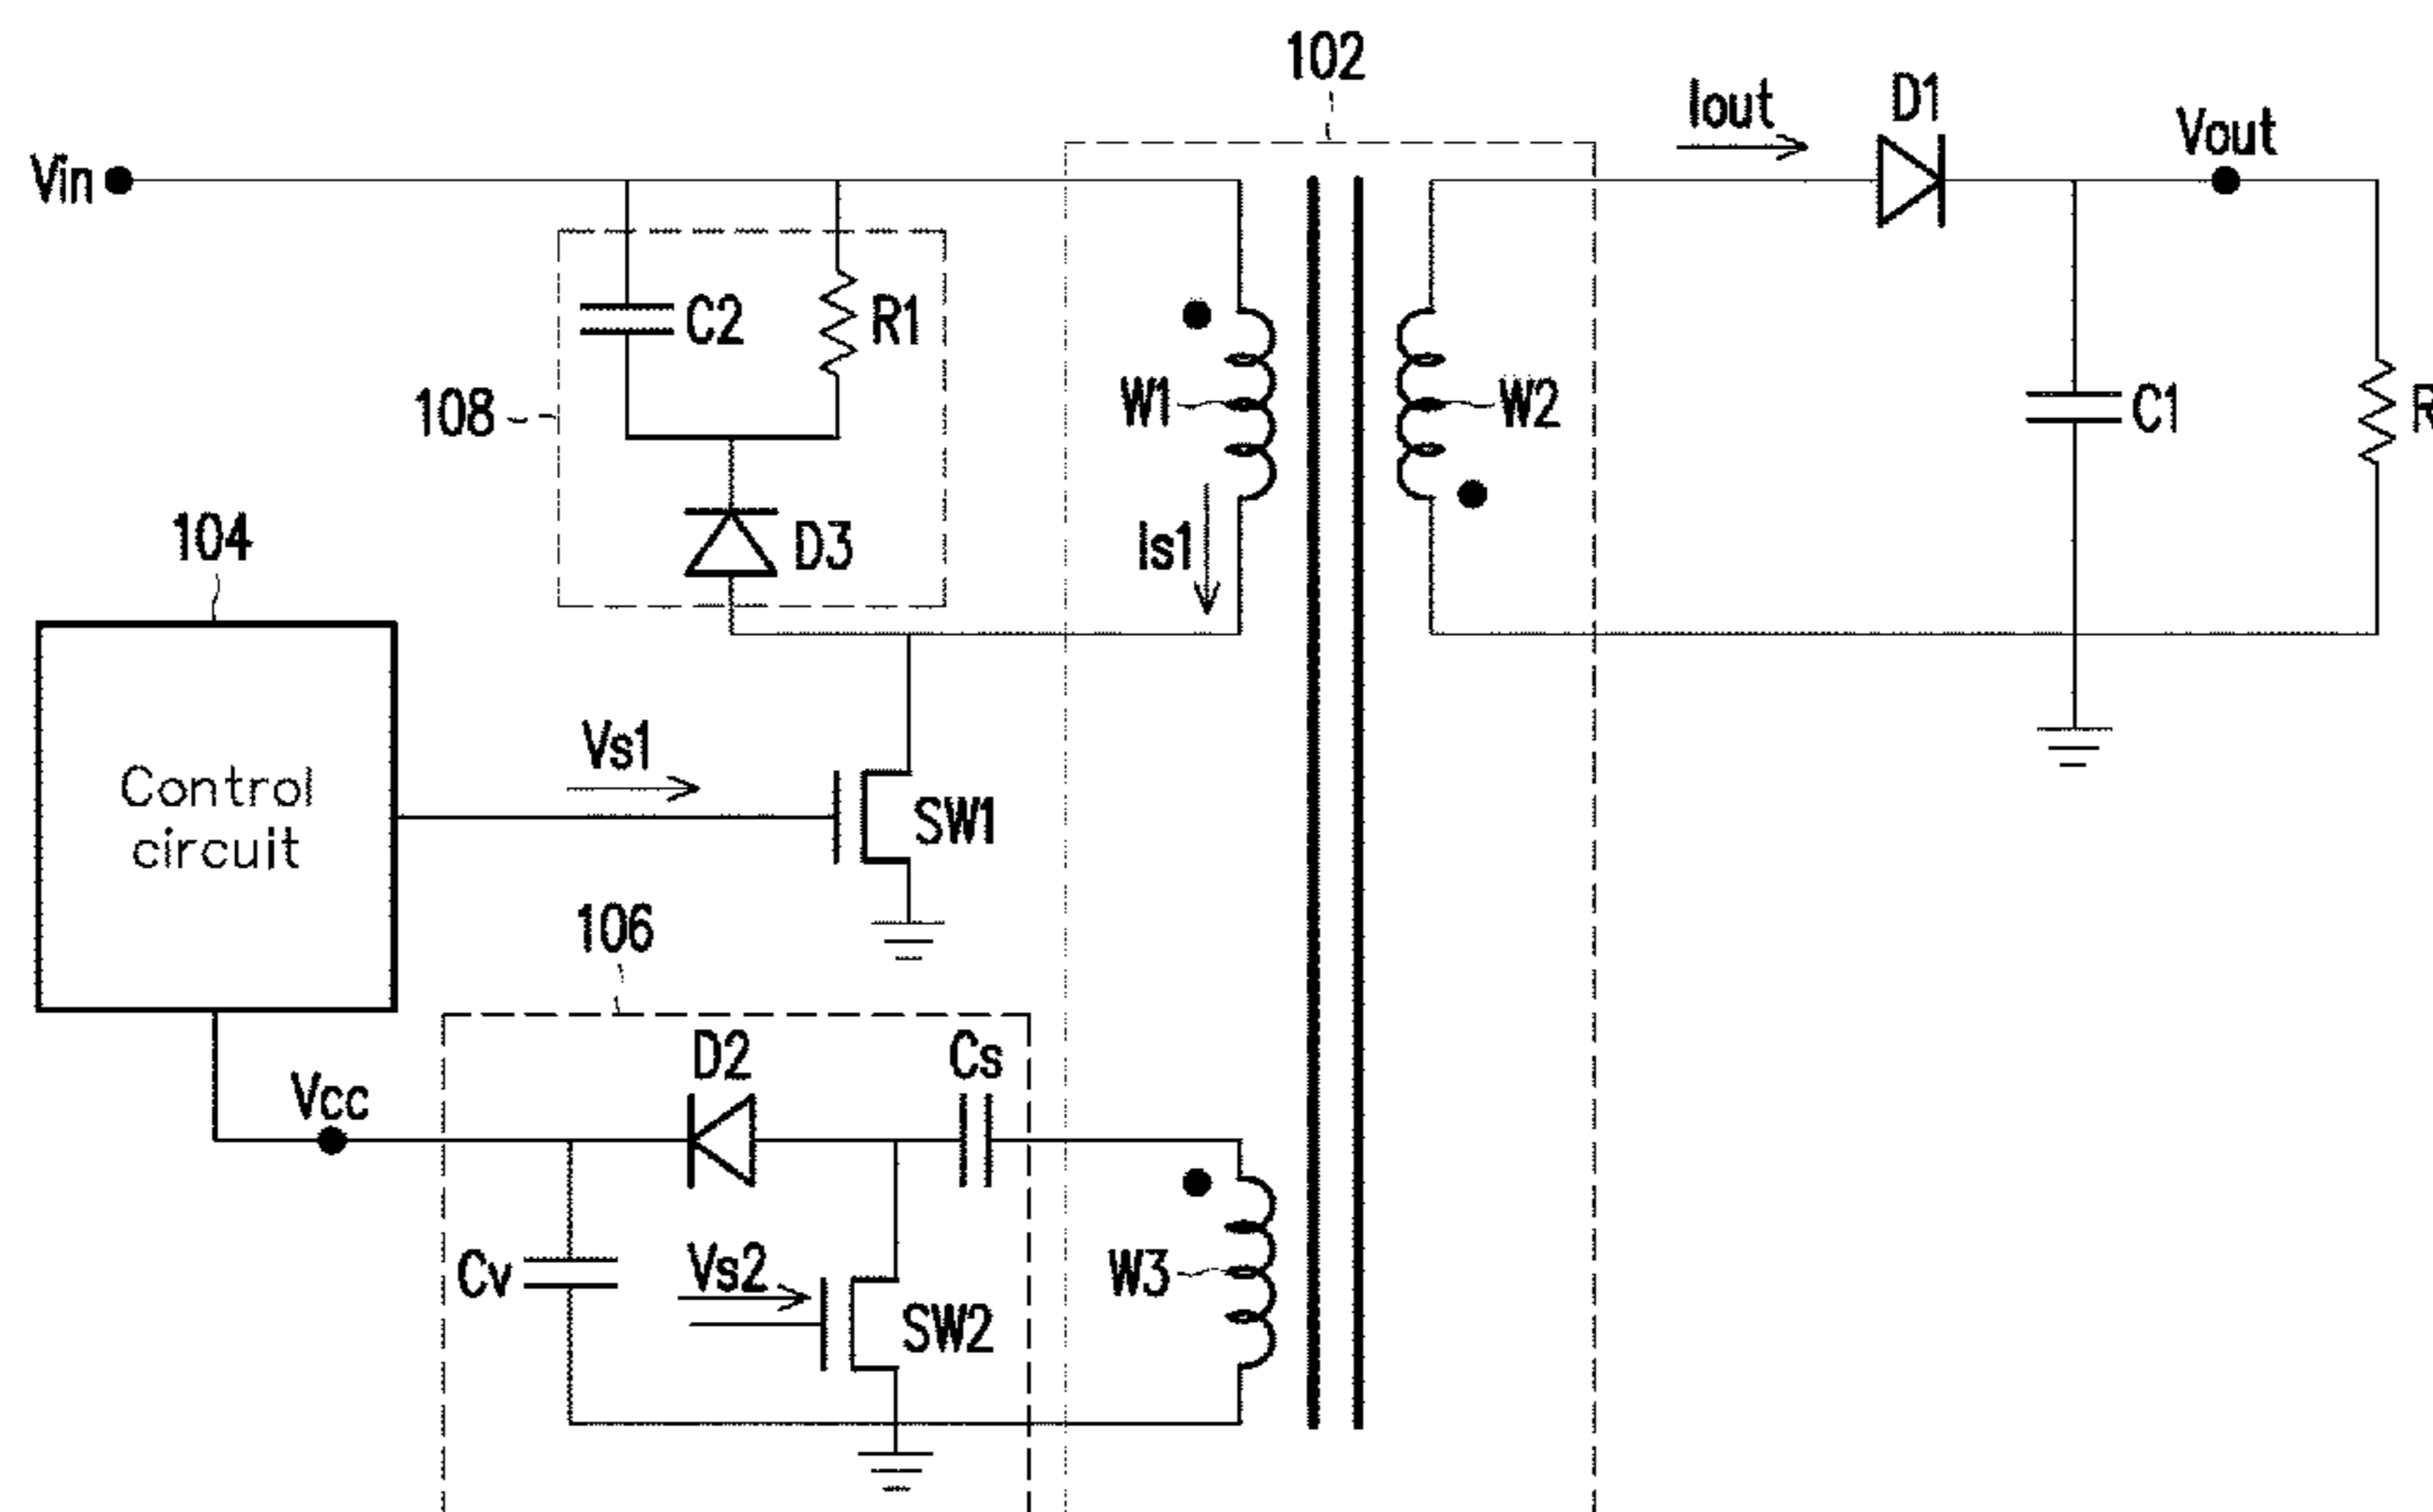 102
Iout
D1
Vout
Vin
C2
R1
108
W1
W2
C1
Is1
D3
104
Control
circuit
Vs1
SW1
106
D2
Cs
Vcc
Cv
Vs2
SW2
W3